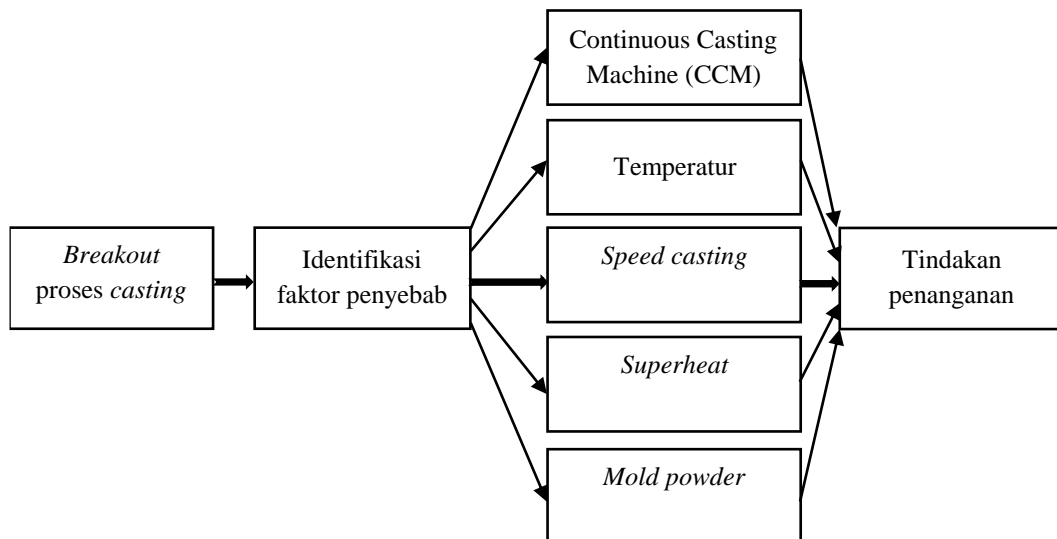 Breakout
proses casting
Identifikasi
faktor penyebab
Continuous Casting
Machine (CCM)
Temperatur
Speed casting
Superheat
Mold powder
Tindakan
penanganan